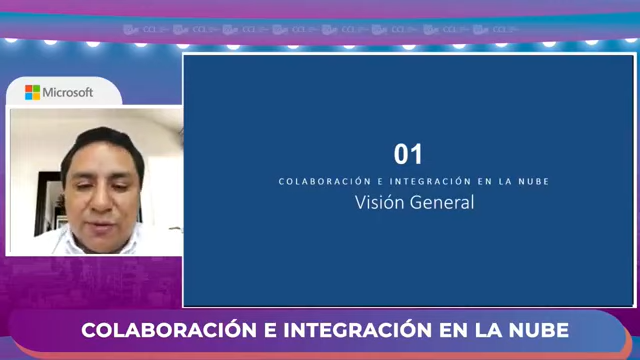 Microsoft
01
COLABORACIÓN E INTEGRACIÓN EN LA NUBE
Visión General
COLABORACIÓN E INTEGRACIÓN EN LA NUBE